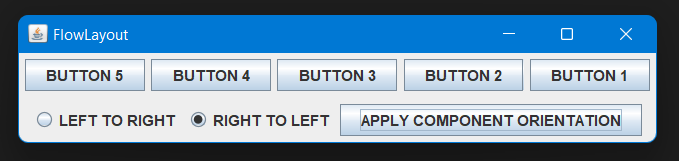 FlowLayout
BUTTON 5 BUTTON 4 BUTTON 3 BUTTON 2 BUTTON 1
LEFT TO RIGHT RIGHT TO LEFT APPLY COMPONENT ORIENTATION